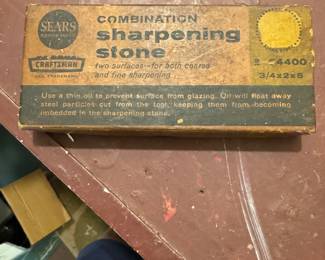 SEARS
CRAFTSMAN
COMBINATION
sharpening
stone
two surfaces—for both coarse
and fine sharpening
4400
3/4x2x6
Use a thin oil to prevent surface from glazing. Oil will float away
steel particles cut from the tool, keeping them from becoming
imbedded in the sharpening stone.